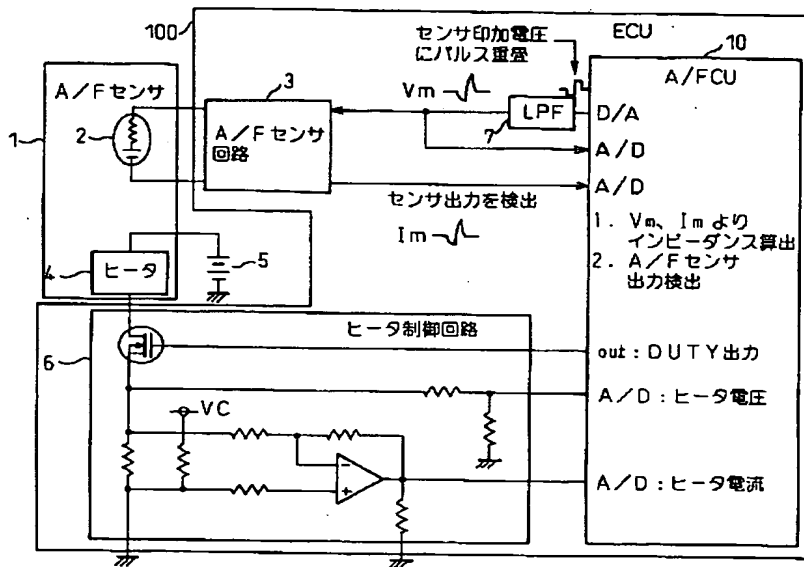 100
センサ印加電圧
にパルス重畳
ECU
10
A/Fセンサ
3
Vm
A/FCU
1
2
A/Fセンサ
回路
7
LPF
D/A
A/D
A/D
センサ出力を検出
Im
1. Vm、Imより
インピーダンス算出
2. A/Fセンサ
出力検出
4
ヒータ
5
6
ヒータ制御回路
out:DUTY出力
VC
A/D:ヒータ電圧
-
+
A/D:ヒータ電流